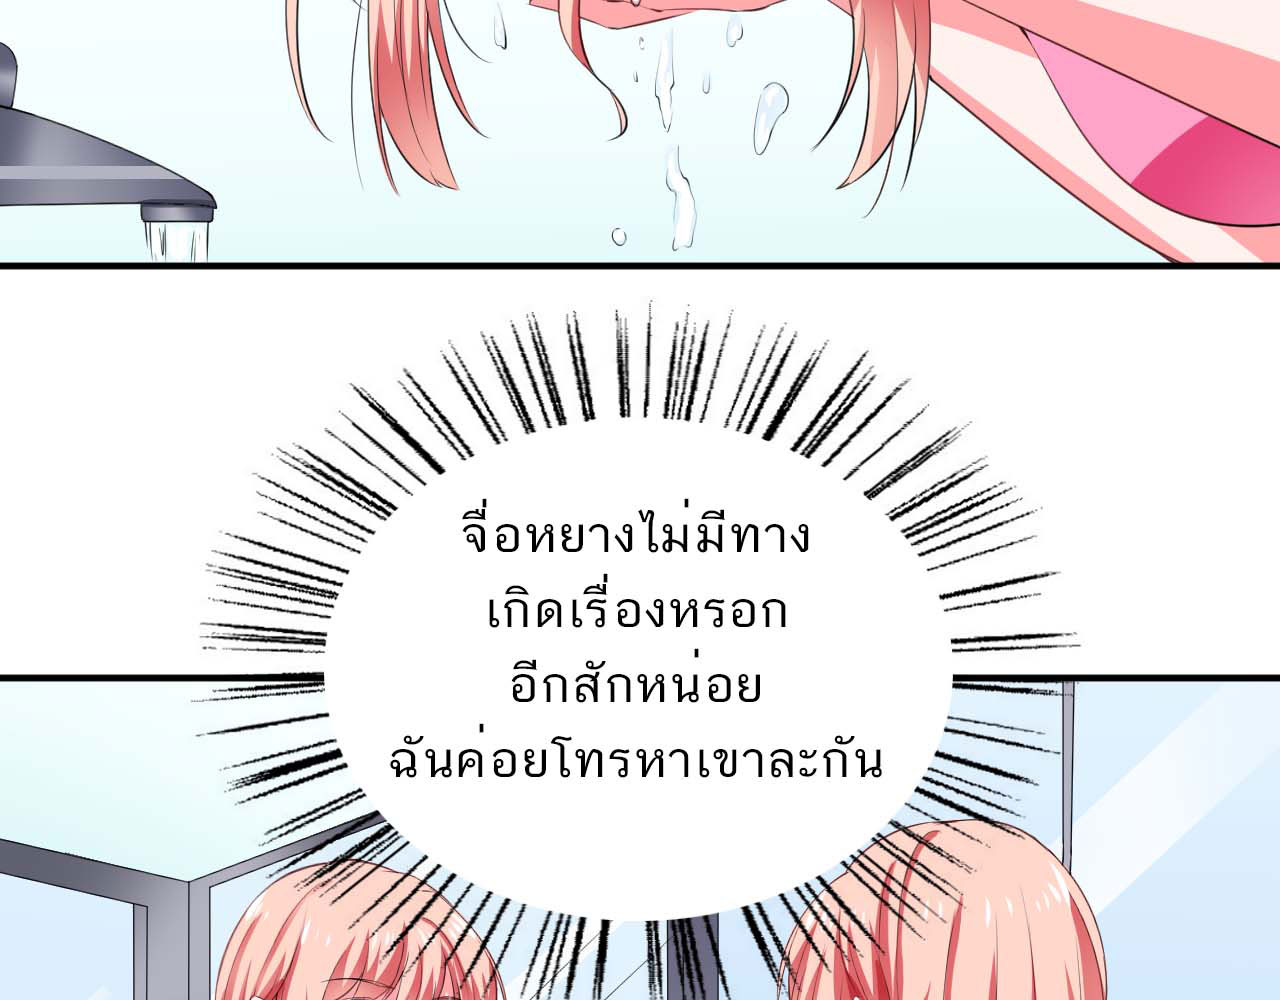 จื่อหยางไม่มีทาง
เกิดเรื่องหรอก
อีกสักหน่อย
ฉันค่อยโทรหาเขาละกัน